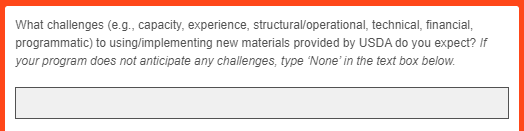 What challenges (e.g., capacity, experience, structural/operational, technical, financial,
programmatic) to using/implementing new materials provided by USDA do you expect? If
your program does not anticipate any challenges, type 'None' in the text box below.